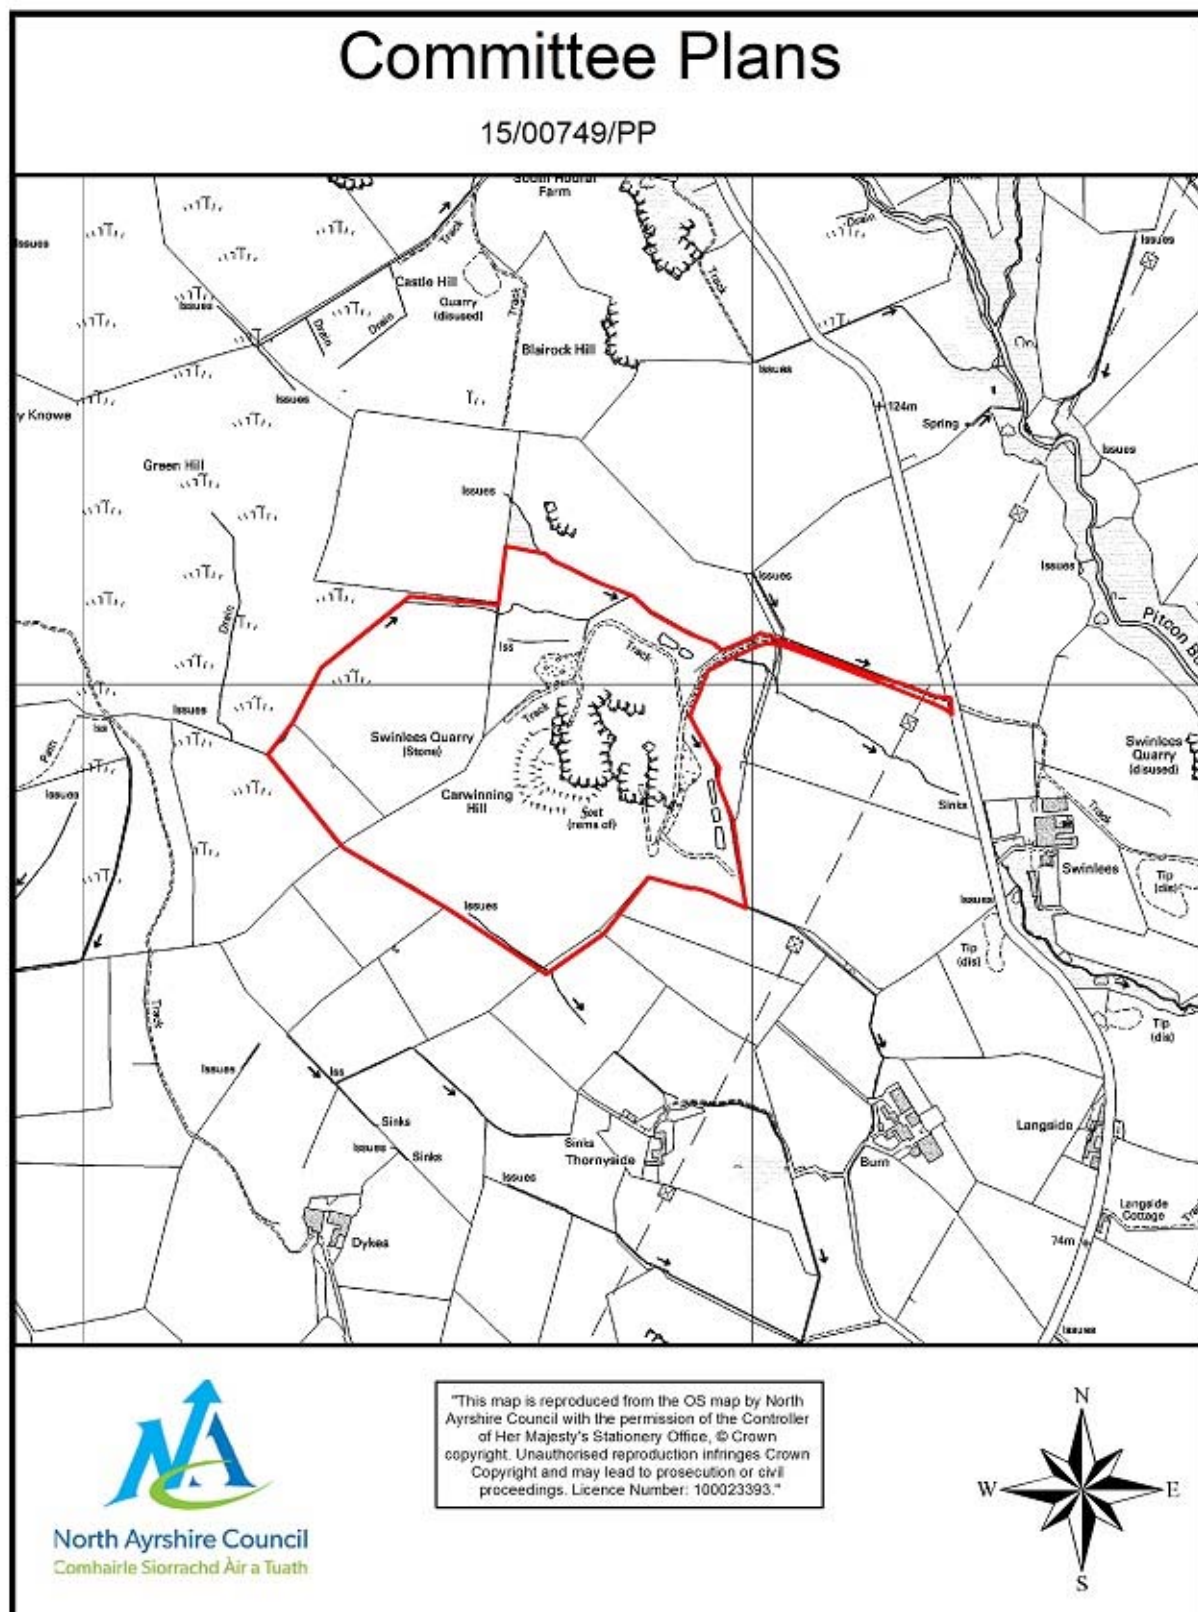 Committee Plans
15/00749/PP
Farm
Issues
Track
Drain
Issues
Castle Hill
Quarry
(disused)
Track
Track
Issues
Drain
Drain
Blairock Hill
Issues
Issues
124m
y Knowe
Spring
Issues
Green Hill
Issues
Issues
Issues
Drain
Iss
Track
Pitcon B
Issues
Iss
Path
Track
Swinlees Quarry
(Stone)
Swinlees
Quarry
(disused)
Issues
Carwinning
Hill
Fort
(rems of)
Sinks
Track
Swinlees
Tip
(dis)
Issues
Issues
Tip
(dis)
Track
Tip
(dis)
Issues
Iss
Sinks
Issues
Sinks
Sinks
Thornyside
Issues
Burn
Langside
Langside
Cottage
Dykes
74m
Issues
North Ayrshire Council
Comhairle Siorrachd Àir a Tuath
"This map is reproduced from the OS map by North
Ayrshire Council with the permission of the Controller
of Her Majesty's Stationery Office, © Crown
copyright. Unauthorised reproduction infringes Crown
Copyright and may lead to prosecution or civil
proceedings. Licence Number: 100023393."
N
W
E
S